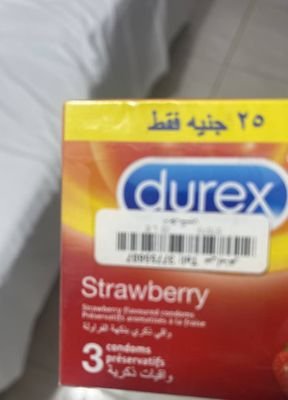 ٢٥ جنيه فقط
durex
Strawberry
Strawberry flavoured condoms
Préservatifs aromatisés à la fraise
واقي ذكري بنكهة الفراولة
3 condoms
préservatifs
واقيات ذكرية